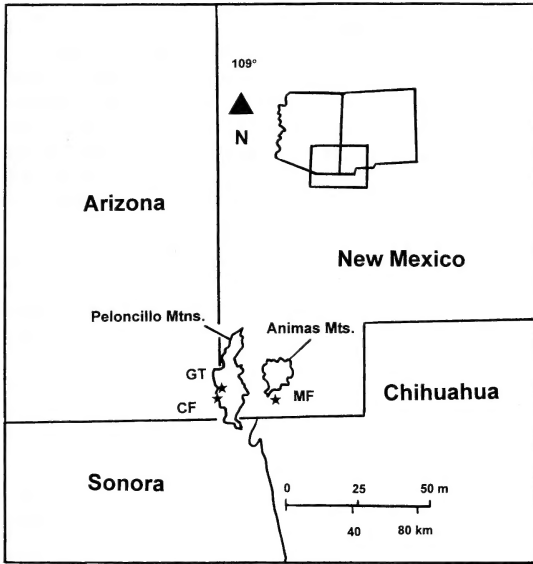 109°
N
Arizona
New Mexico
Peloncillo Mtns.
Animas Mts.
GT
CF
MF
Chihuahua
Sonora
0 25 50 m
40 80 km